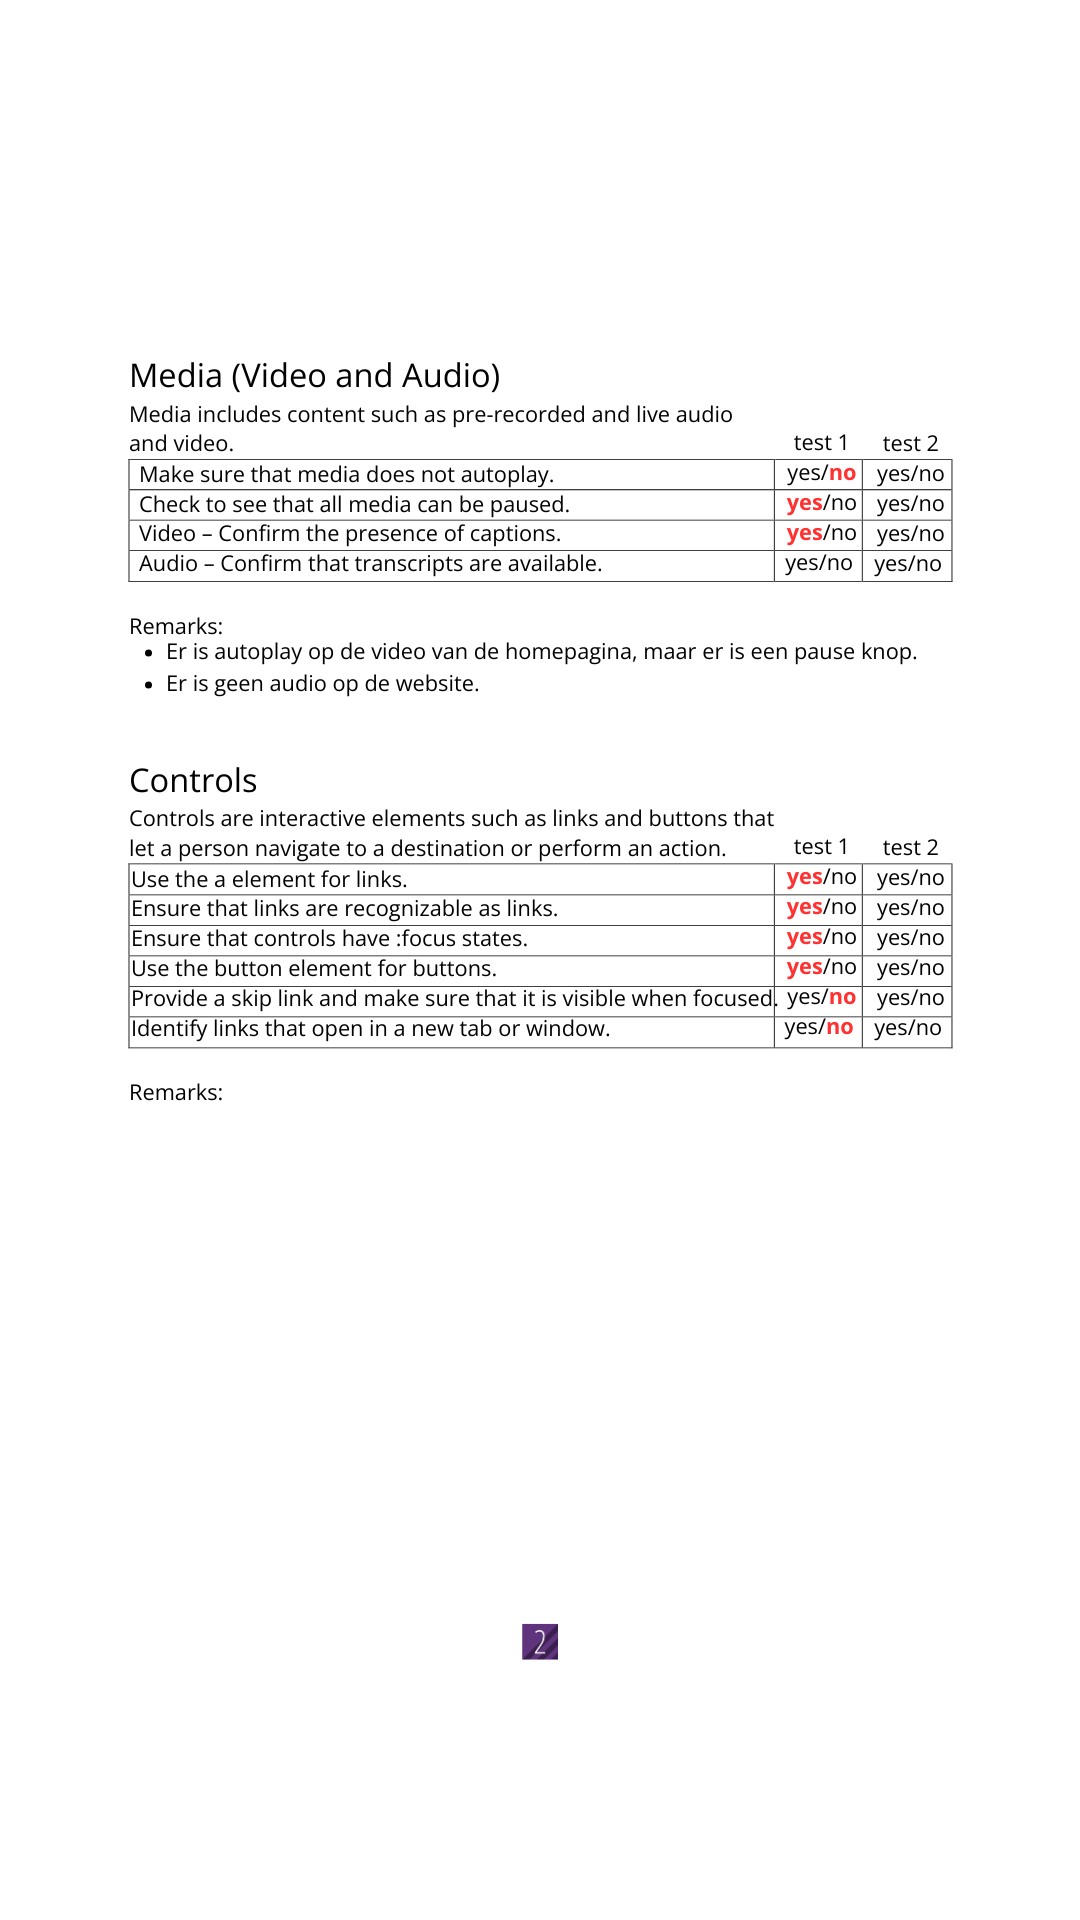 Media (Video and Audio)
Media includes content such as pre-recorded and live audio
and video. test 1 test 2
Make sure that media does not autoplay. yes/no yes/no
Check to see that all media can be paused. yes/no yes/no
Video – Confirm the presence of captions. yes/no yes/no
Audio – Confirm that transcripts are available. yes/no yes/no
Remarks:
• Er is autoplay op de video van de homepagina, maar er is een pause knop.
• Er is geen audio op de website.
Controls
Controls are interactive elements such as links and buttons that
let a person navigate to a destination or perform an action. test 1 test 2
Use the a element for links. yes/no yes/no
Ensure that links are recognizable as links. yes/no yes/no
Ensure that controls have :focus states. yes/no yes/no
Use the button element for buttons. yes/no yes/no
Provide a skip link and make sure that it is visible when focused. yes/no yes/no
Identify links that open in a new tab or window. yes/no yes/no
Remarks:
2